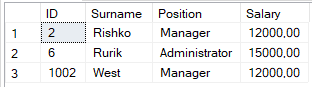 ID Surname Position Salary
1 2 Rishko Manager 12000,00
2 6 Rurik Administrator 15000,00
3 1002 West Manager 12000,00